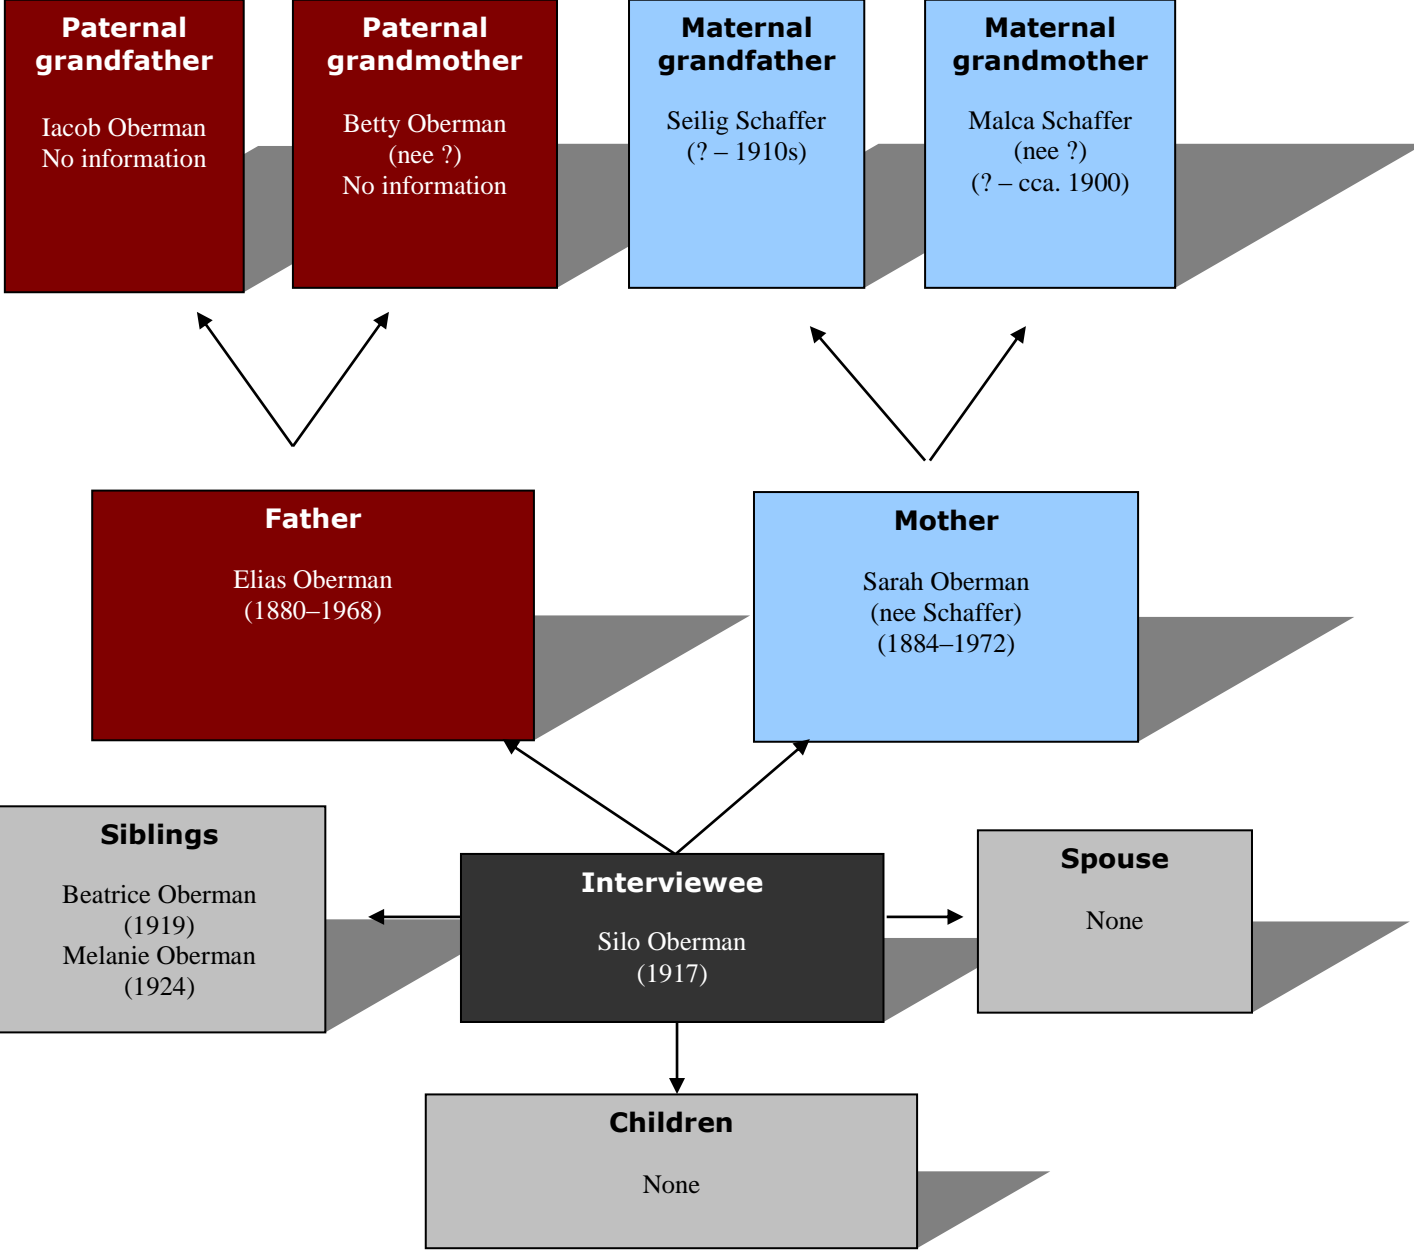 Paternal
grandfather
Iacob Oberman
No information
Paternal
grandmother
Betty Oberman
(nee ?)
No information
Maternal
grandfather
Seilig Schaffer
(? – 1910s)
Maternal
grandmother
Malca Schaffer
(nee ?)
(? – cca. 1900)
Father
Elias Oberman
(1880–1968)
Mother
Sarah Oberman
(nee Schaffer)
(1884–1972)
Siblings
Beatrice Oberman
(1919)
Melanie Oberman
(1924)
Interviewee
Silo Oberman
(1917)
Spouse
None
Children
None